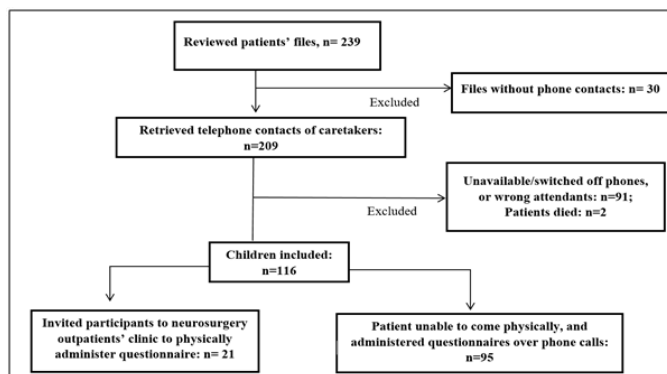 Reviewed patients' files, n= 239
Excluded
Files without phone contacts: n= 30
Retrieved telephone contacts of caretakers:
n=209
Unavailable/switched off phones,
or wrong attendants: n=91;
Patients died: n=2
Excluded
Children included:
n=116
Invited participants to neurosurgery
outpatients' clinic to physically
administer questionnaire: n= 21
Patient unable to come physically, and
administered questionnaires over phone calls:
n=95